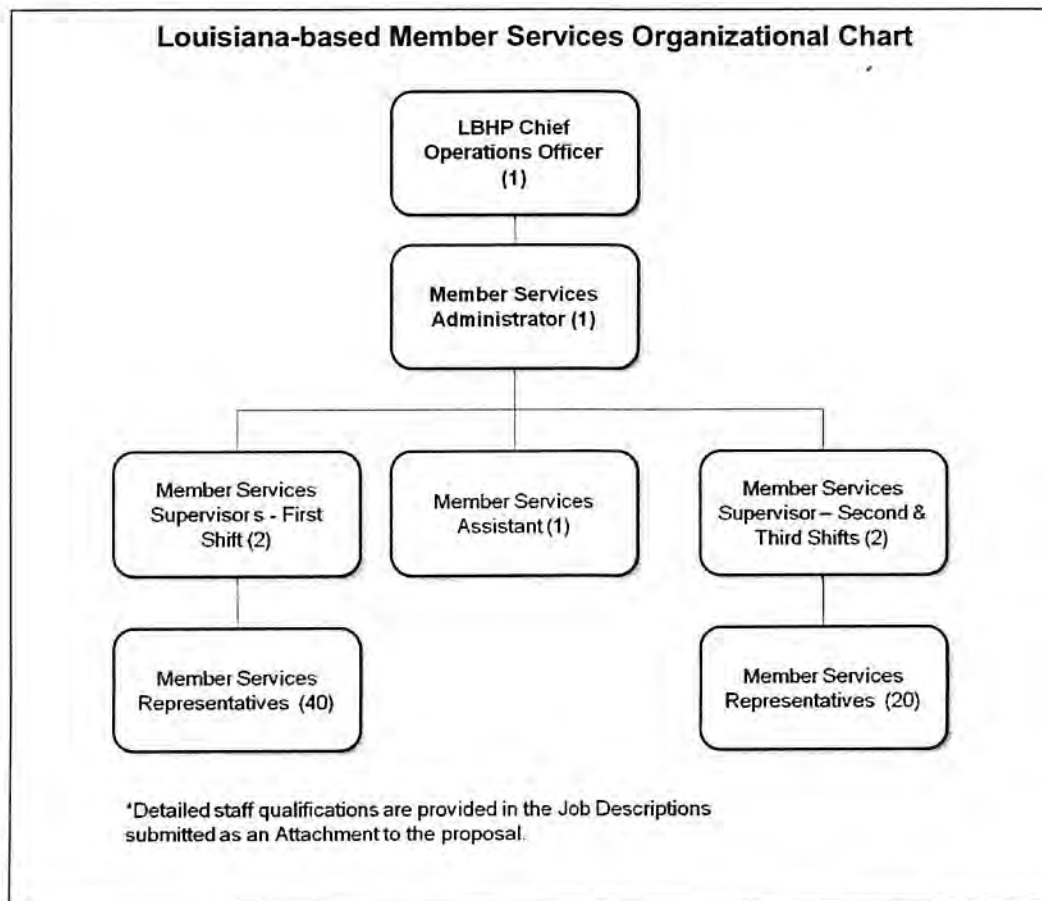 Louisiana-based Member Services Organizational Chart
LBHP Chief
Operations Officer
(1)
Member Services
Administrator (1)
Member Services
Supervisors - First
Shift (2)
Member Services
Assistant (1)
Member Services
Supervisor – Second &
Third Shifts (2)
Member Services
Representatives (40)
Member Services
Representatives (20)
*Detailed staff qualifications are provided in the Job Descriptions
submitted as an Attachment to the proposal.